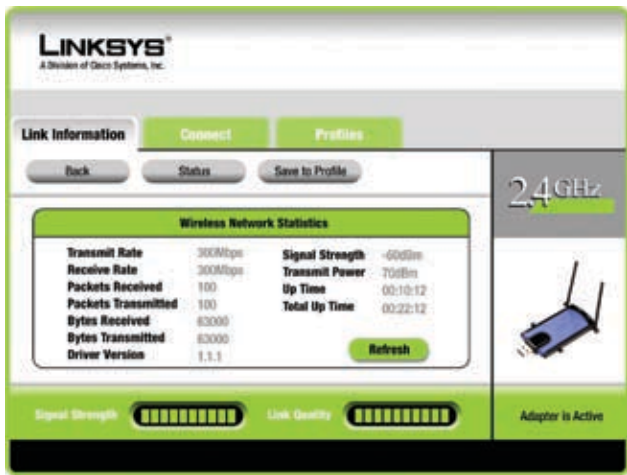 LINKSYS®
A Division of Cisco Systems, Inc.
Link Information
Connect
Profiles
Back
Status
Save to Profile
2.4GHz
Wireless Network Statistics
Transmit Rate 300Mbps
Receive Rate 300Mbps
Packets Received 100
Packets Transmitted 100
Bytes Received 63000
Bytes Transmitted 63000
Driver Version 1.1.1
Signal Strength -60dBm
Transmit Power 70dBm
Up Time 00:10:12
Total Up Time 00:22:12
Refresh
Signal Strength
Link Quality
Adapter is Active